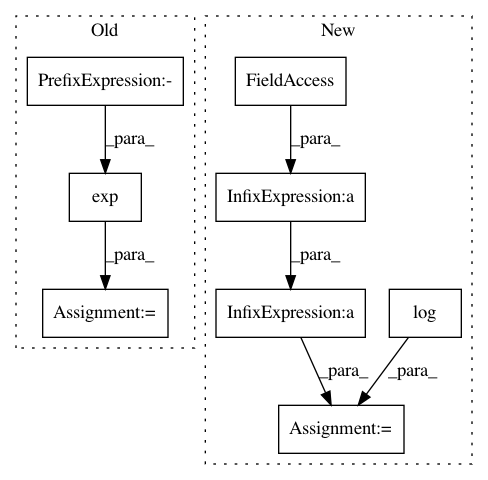 Old
New
PrefixExpression:-
FieldAccess
_para_
_para_
exp
InfixExpression:a
_para_
_para_
Assignment:=
InfixExpression:a
log
_para_
_para_
Assignment:=